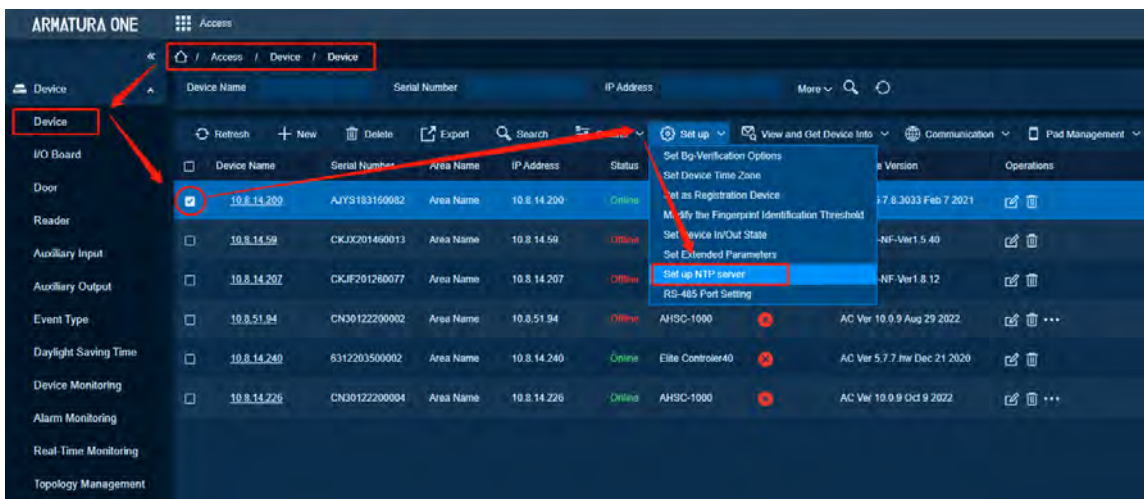 ARMATURA ONE
Access
«
/ Access / Device / Device
Device
Device Name Serial Number IP Address More
Device
Refresh + New Delete Export Search Set up View and Get Device Info Communication Pad Management
I/O Board
Device Name Serial Number Area Name IP Address Status Version Operations
Set Bg-Verification Options
Set Device Time Zone
Set as Registration Device
Modify the Fingerprint Identification Threshold
Set Device In/Out State
Set Extended Parameters
Set up NTP server
RS-485 Port Setting
Door
10.8.14.200 AJYS183160082 Area Name 10.8.14.200 Online 7.8.3033 Feb 7 2021
Reader
10.8.14.59 CKJX201460013 Area Name 10.8.14.59 Offline -NF-Ver1.5.40
Auxiliary Input
Auxiliary Output
10.8.14.207 CKJF201260077 Area Name 10.8.14.207 Offline -NF-Ver1.8.12
Event Type
10.8.51.94 CN30122200002 Area Name 10.8.51.94 Offline AHSC-1000 AC Ver 10.0.9 Aug 29 2022 •••
Daylight Saving Time
10.8.14.240 6312203500002 Area Name 10.8.14.240 Online Elite Controler40 AC Ver 5.7.7.hw Dec 21 2020
Device Monitoring
10.8.14.226 CN30122200004 Area Name 10.8.14.226 Online AHSC-1000 AC Ver 10.0.9 Oct 9 2022 •••
Alarm Monitoring
Real-Time Monitoring
Topology Management